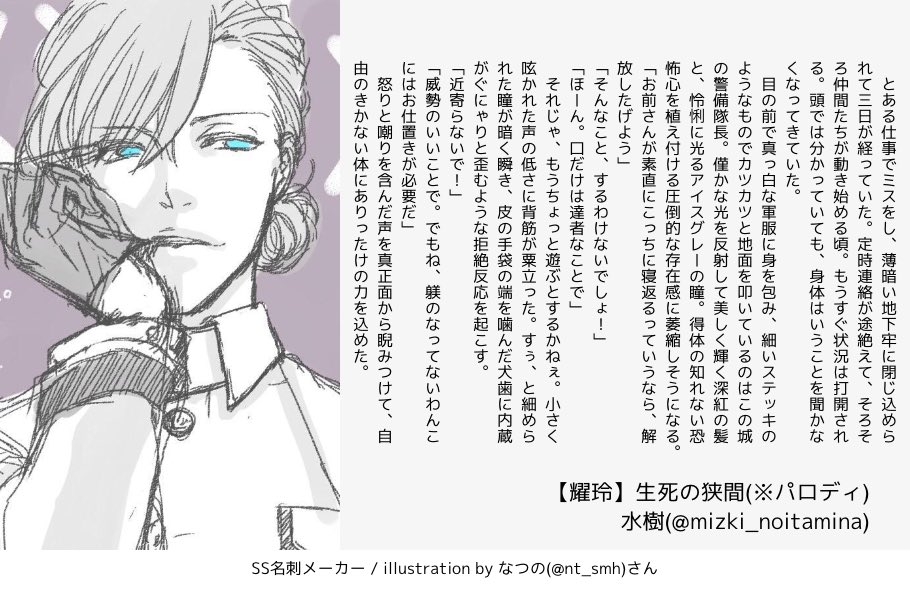 とある仕事でミスをし、薄暗い地下牢に閉じ込めら
れて三日が経っていた。定時連絡が途絶えて、そろそ
ろ仲間たちが動き始める頃。もうすぐ状況は打開され
る。頭では分かっていても、身体はいうことを聞かな
くなってきていた。
目の前で真っ白な軍服に身を包み、細いステッキの
ようなものでカツカツと地面を叩いているのはこの城
の警備隊長。僅かな光を反射して美しく輝く深紅の髪
と、怜悧に光るアイスグレーの瞳。得体の知れない恐
怖心を植え付ける圧倒的な存在感に萎縮しそうになる。
「お前さんが素直にこっちに寝返るっていうなら、解
放したげよう」
「そんなこと、するわけないでしょ！」
「ほーん。口だけは達者なことで」
それじゃ、もうちょっと遊ぶとするかねぇ。小さく
呟かれた声の低さに背筋が粟立った。すぅ、と細めら
れた瞳が暗く瞬き、皮の手袋の端を噛んだ犬歯に内蔵
がぐにゃりと歪むような拒絶反応を起こす。
「近寄らないで！」
「威勢のいいことで。でもね、躾のなってないわんこ
にはお仕置きが必要だ」
怒りと嘲りを含んだ声を真正面から睨みつけて、自
由のきかない体にありったけの力を込めた。
【耀玲】生死の狭間(※パロディ)
水樹(@mizki_noitamina)
SS名刺メーカー / illustration by なつの(@nt_smh)さん